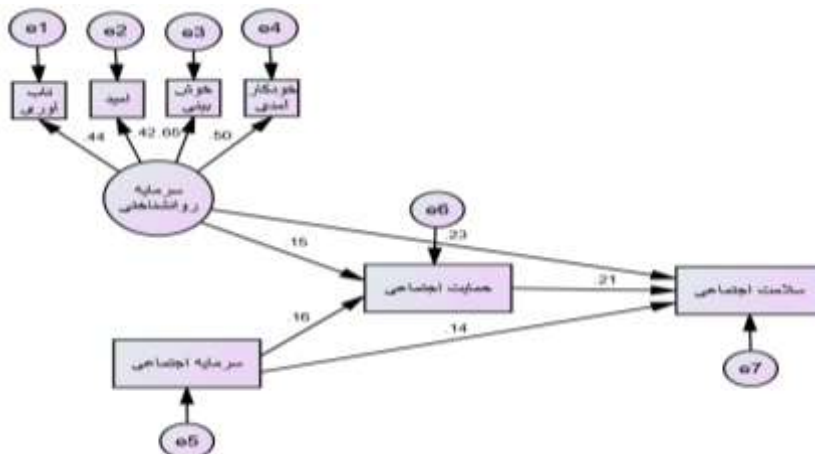 e1
e2
e3
e4
تاب
آوری
امید
خوش
بینی
خودکار
آمدی
.44
.42
.65
.50
سرمایه
روانشناختی
e6
.23
.15
حمایت اجتماعی
.21
سلامت اجتماعی
.16
.14
سرمایه اجتماعی
e7
e5